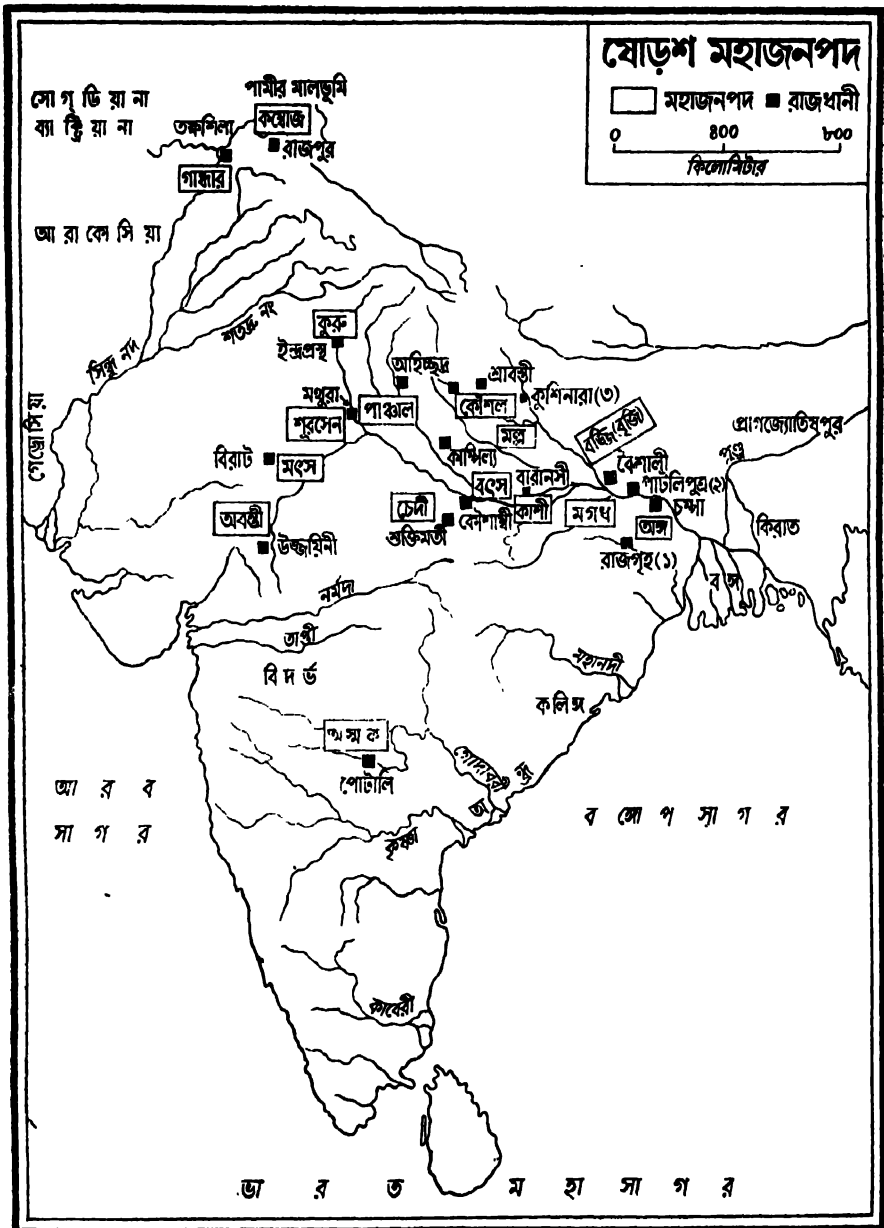 ষোড়শ মহাজনপদ
মহাজনপদ ■ রাজধানী
0 400 ৮০০
কিলোমিটার
সোগ্ডিয়ানা
ব্যাক্ট্রিয়ানা
পামীর মালভূমি
কম্বোজ
তক্ষশিলা
রাজপুর
গান্ধার
আরাকোসিয়া
সিন্ধু নদ
শতদ্রু নঃ
গেড্রোসিয়া
কুরু
ইন্দ্রপ্রস্থ
অহিচ্ছত্র
শ্রাবস্তী
কুশিনারা(৩)
মথুরা
শূরসেন
পাঞ্চাল
কৌশল
মল্ল
বজ্জি(বৃজি)
প্রাগজ্যোতিষপুর
পুণ্ড্র
বিরাট
মৎস
কাম্পিল্য
বৎস
বারানসী
বৈশালী
পাটলিপুত্র(২)
চম্পা
অবন্তী
চেদী
কৌশাম্বী
কাশী
মগধ
অঙ্গ
কিরাত
উজ্জয়িনী
শুক্তিমতী
রাজগৃহ(১)
বঙ্গ
নর্মদা
তাপ্তী
বিদর্ভ
মহানদী
কলিঙ্গ
অস্মক
পোটালি
গোদাবরী
অন্ধ্র
আরব
সাগর
বঙ্গোপসাগর
কৃষ্ণা
কাবেরী
ভারত মহাসাগর